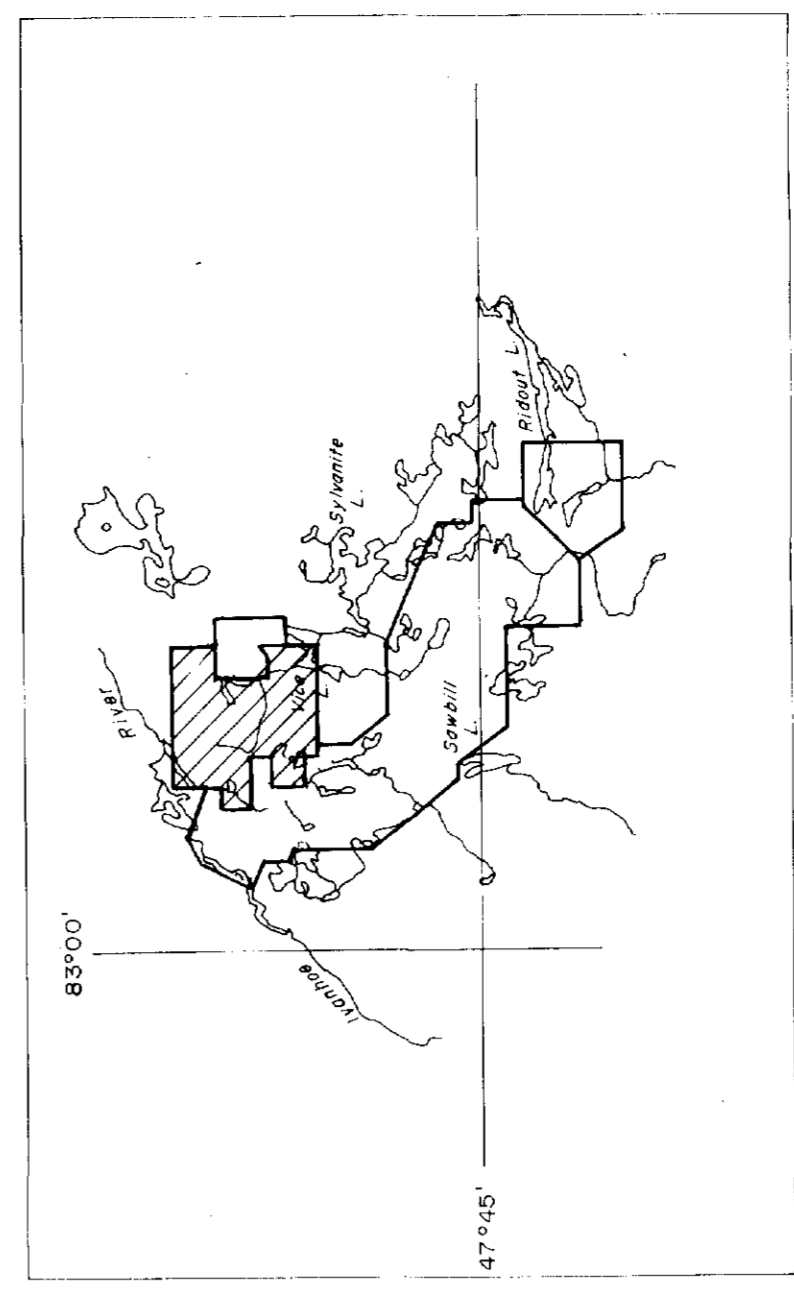 83°00'
River
Ivanhoe
Vice
L.
Sylvanite
L.
Sawbill
L.
Ridout L.
47°45'